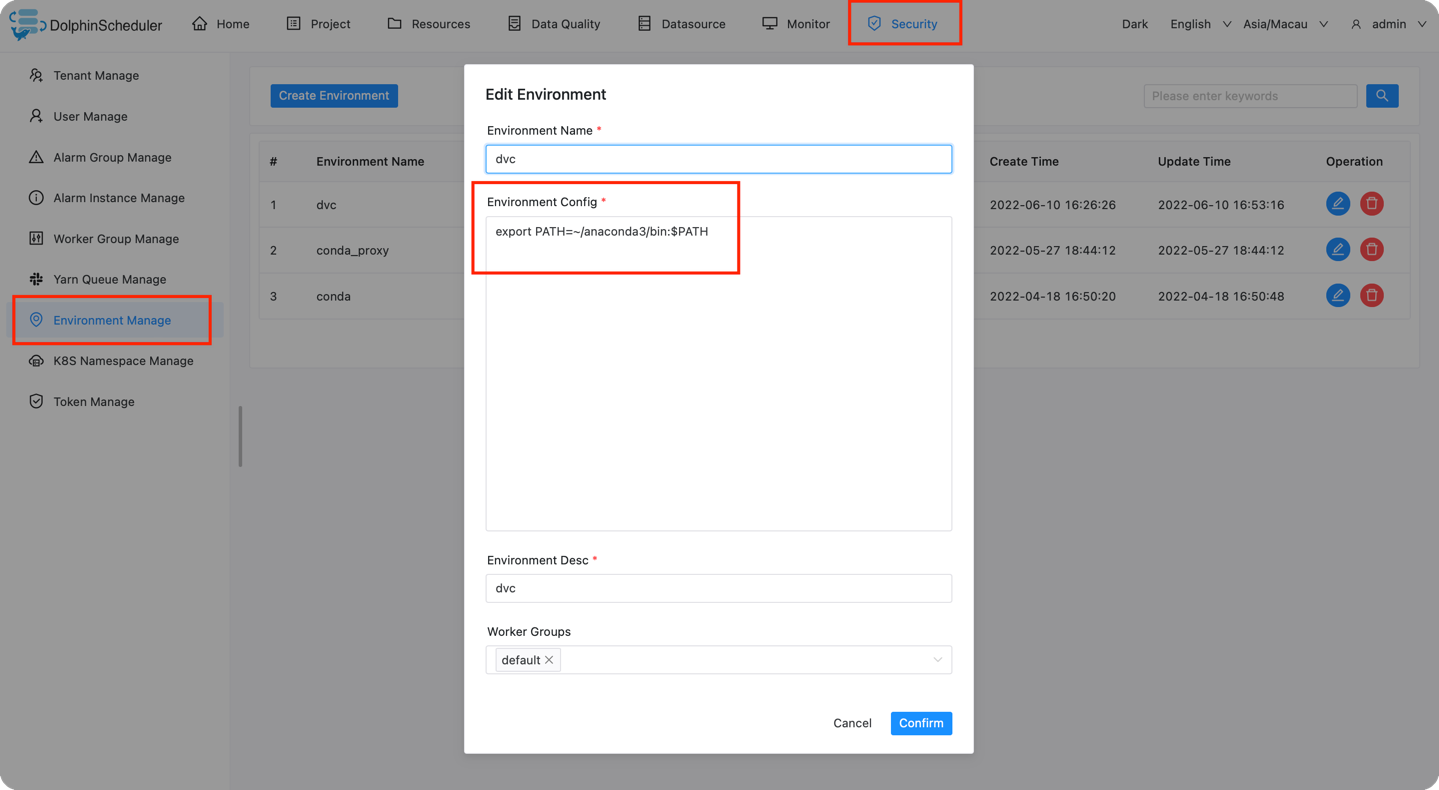 DolphinScheduler Home Project Resources Data Quality Datasource Monitor Security Dark English Asia/Macau admin
Tenant Manage
User Manage
Alarm Group Manage
Alarm Instance Manage
Worker Group Manage
Yarn Queue Manage
Environment Manage
K8S Namespace Manage
Token Manage
Create Environment
Please enter keywords
# Environment Name Create Time Update Time Operation
1 dvc 2022-06-10 16:26:26 2022-06-10 16:53:16
2 conda_proxy 2022-05-27 18:44:12 2022-05-27 18:44:12
3 conda 2022-04-18 16:50:20 2022-04-18 16:50:48
Edit Environment
Environment Name *
dvc
Environment Config *
export PATH=~/anaconda3/bin:$PATH
Environment Desc *
dvc
Worker Groups
default
Cancel Confirm